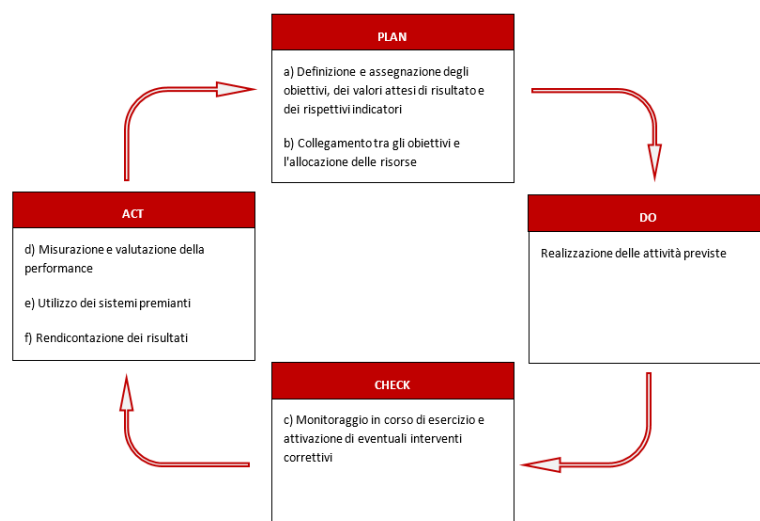 PLAN
a) Definizione e assegnazione degli
obiettivi, dei valori attesi di risultato e
dei rispettivi indicatori
b) Collegamento tra gli obiettivi e
l'allocazione delle risorse
ACT
d) Misurazione e valutazione della
performance
e) Utilizzo dei sistemi premianti
f) Rendicontazione dei risultati
DO
Realizzazione delle attività previste
CHECK
c) Monitoraggio in corso di esercizio e
attivazione di eventuali interventi
correttivi